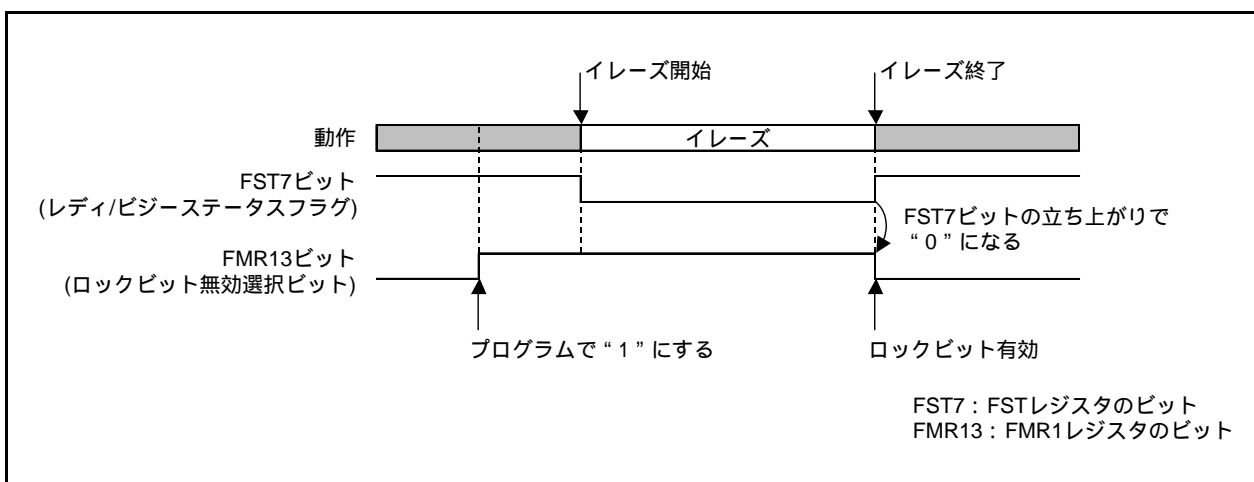 イレーズ開始
イレーズ終了
動作
イレーズ
FST7ビット
(レディ/ビジーステータスフラグ)
FST7ビットの立ち上がりで
“0”になる
FMR13ビット
(ロックビット無効選択ビット)
プログラムで“1”にする
ロックビット有効
FST7：FSTレジスタのビット
FMR13：FMR1レジスタのビット